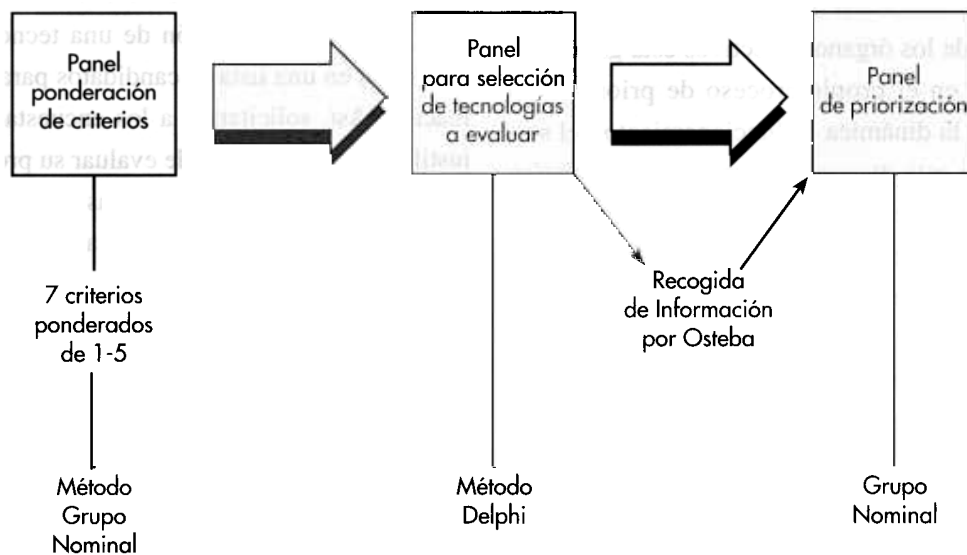 Panel
ponderación
de criterios
Panel
para selección
de tecnologías
a evaluar
Panel
de priorización
7 criterios
ponderados
de 1-5
Recogida
de Información
por Osteba
Método
Grupo
Nominal
Método
Delphi
Grupo
Nominal